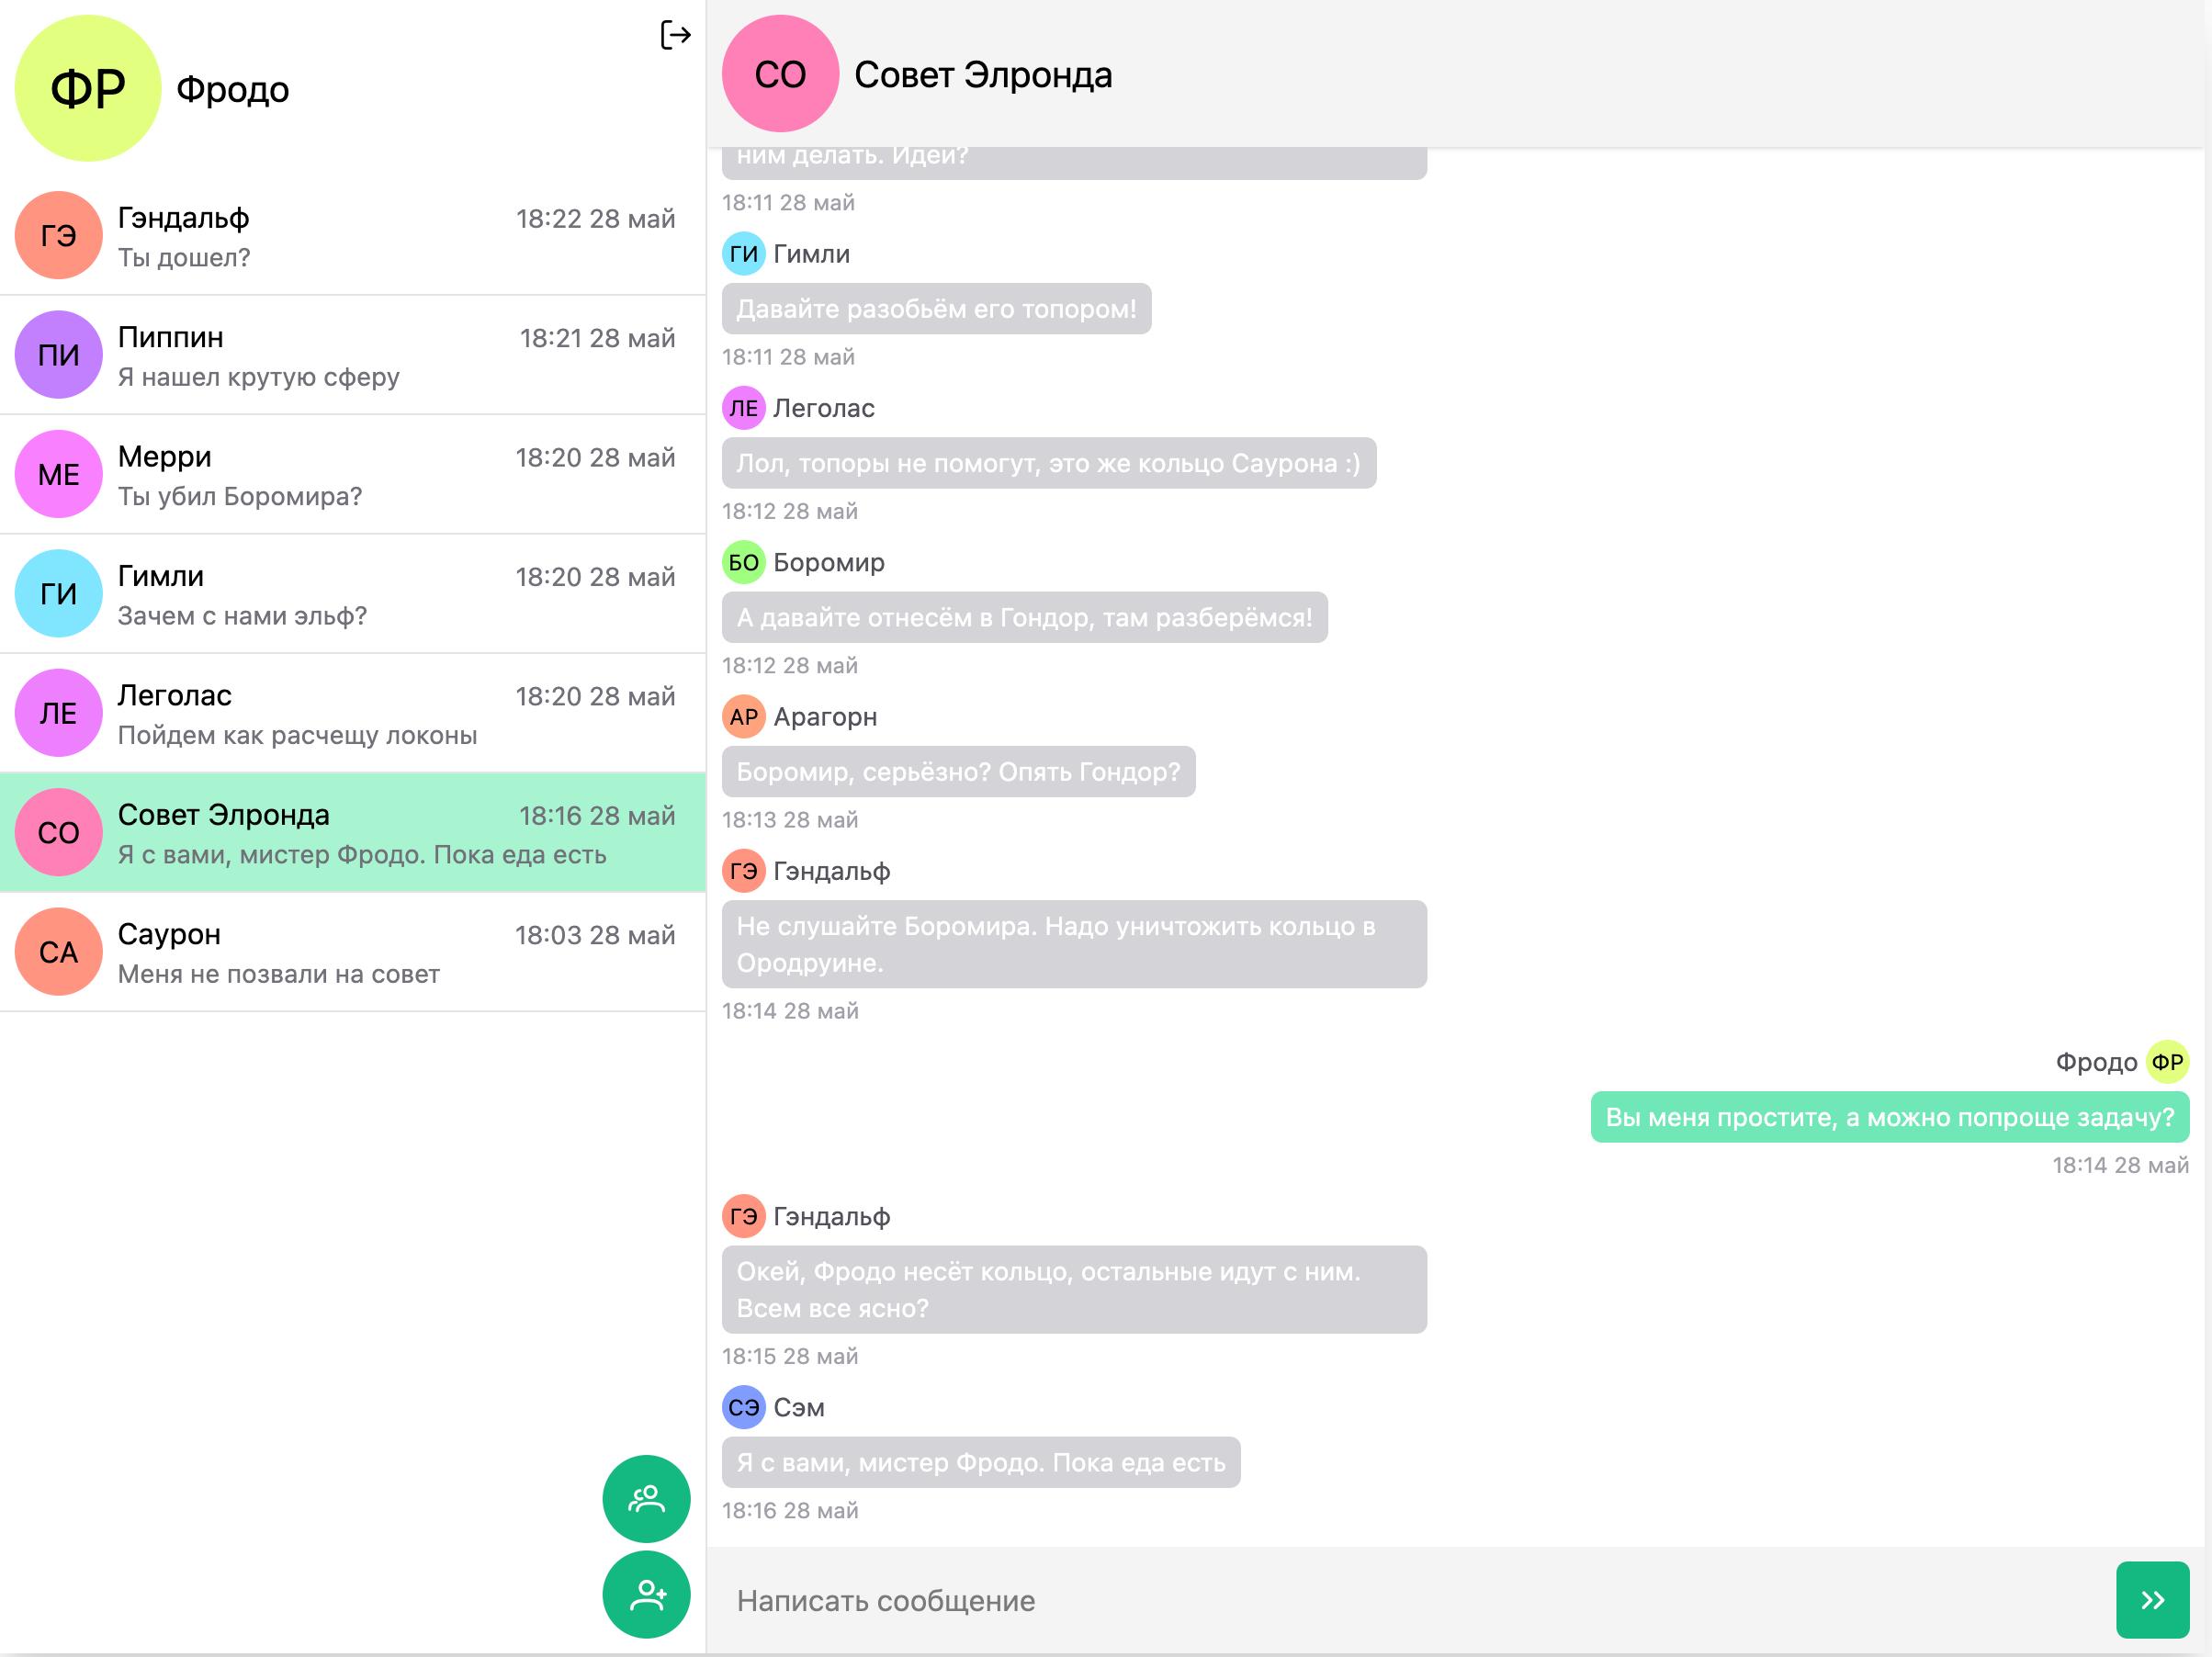 ФР
Фродо
ГЭ
Гэндальф
18:22 28 май
Ты дошел?
ПИ
Пиппин
18:21 28 май
Я нашел крутую сферу
МЕ
Мерри
18:20 28 май
Ты убил Боромира?
ГИ
Гимли
18:20 28 май
Зачем с нами эльф?
ЛЕ
Леголас
18:20 28 май
Пойдем как расчещу локоны
СО
Совет Элронда
18:16 28 май
Я с вами, мистер Фродо. Пока еда есть
СА
Саурон
18:03 28 май
Меня не позвали на совет
СО
Совет Элронда
ним делать. Идеи?
18:11 28 май
ГИ Гимли
Давайте разобьём его топором!
18:11 28 май
ЛЕ Леголас
Лол, топоры не помогут, это же кольцо Саурона :)
18:12 28 май
БО Боромир
А давайте отнесём в Гондор, там разберёмся!
18:12 28 май
АР Арагорн
Боромир, серьёзно? Опять Гондор?
18:13 28 май
ГЭ Гэндальф
Не слушайте Боромира. Надо уничтожить кольцо в
Ородруине.
18:14 28 май
Фродо ФР
Вы меня простите, а можно попроще задачу?
18:14 28 май
ГЭ Гэндальф
Окей, Фродо несёт кольцо, остальные идут с ним.
Всем все ясно?
18:15 28 май
СЭ Сэм
Я с вами, мистер Фродо. Пока еда есть
18:16 28 май
Написать сообщение